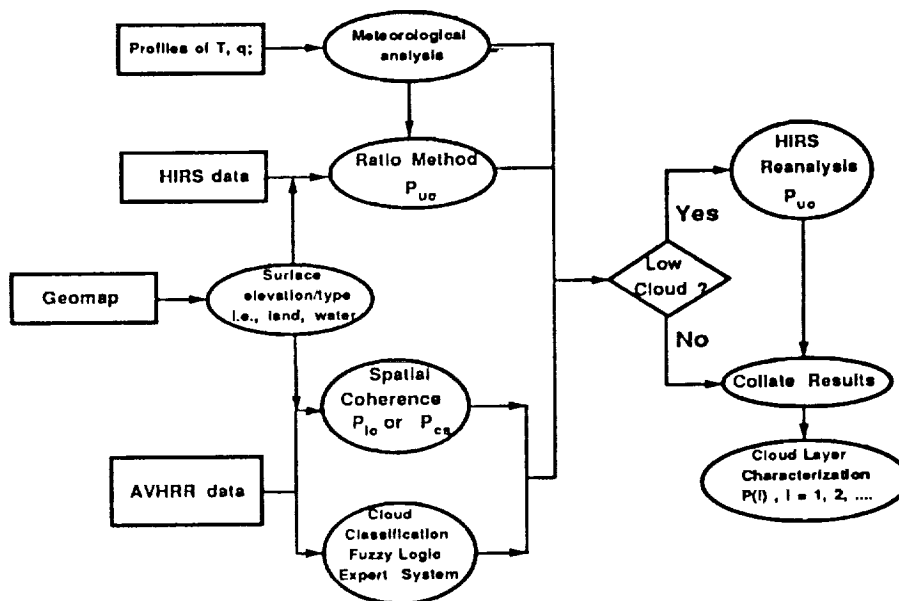 Profiles of T, q;
Meteorological
analysis
HIRS data
Ratio Method
P_uc
Geomap
Surface
elevation/type
i.e., land, water
Spatial
Coherence
P_lc or P_cs
AVHRR data
Cloud
Classification
Fuzzy Logic
Expert System
Low
Cloud ?
Yes
No
HIRS
Reanalysis
P_uc
Collate Results
Cloud Layer
Characterization
P(l) , l = 1, 2, ....